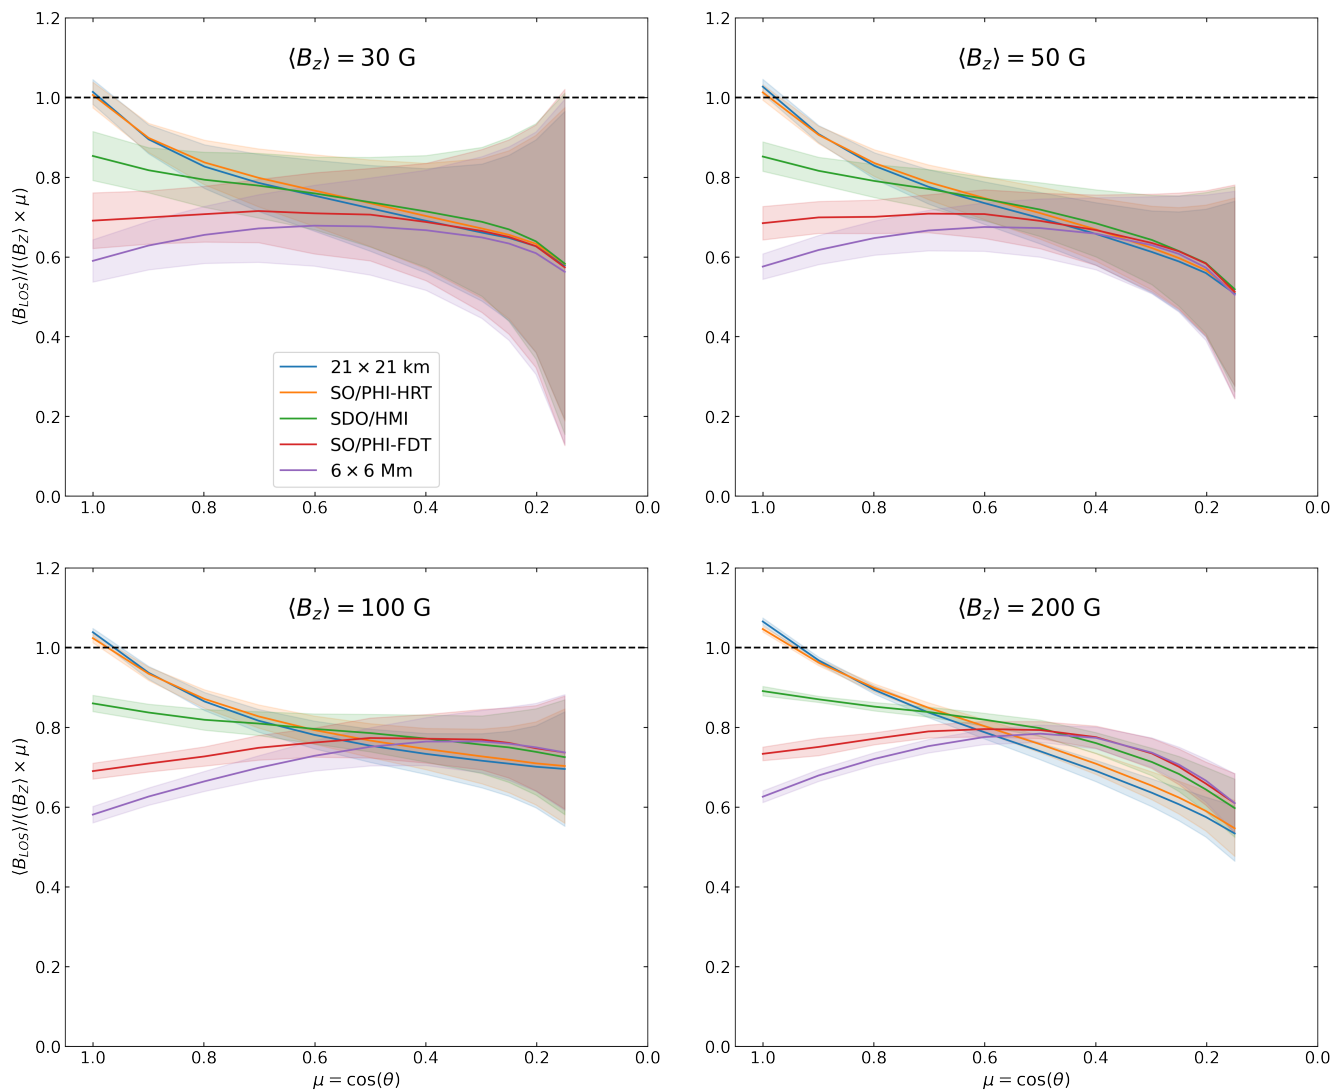 ⟨B_z⟩ = 30 G
⟨B_LOS⟩/(⟨B_Z⟩ × μ)
1.2
1.0
0.8
0.6
0.4
0.2
0.0
21 × 21 km
SO/PHI-HRT
SDO/HMI
SO/PHI-FDT
6 × 6 Mm
1.0 0.8 0.6 0.4 0.2 0.0
⟨B_z⟩ = 50 G
1.2
1.0
0.8
0.6
0.4
0.2
0.0
1.0 0.8 0.6 0.4 0.2 0.0
⟨B_z⟩ = 100 G
⟨B_LOS⟩/(⟨B_Z⟩ × μ)
1.2
1.0
0.8
0.6
0.4
0.2
0.0
1.0 0.8 0.6 0.4 0.2 0.0
μ = cos(θ)
⟨B_z⟩ = 200 G
1.2
1.0
0.8
0.6
0.4
0.2
0.0
1.0 0.8 0.6 0.4 0.2 0.0
μ = cos(θ)